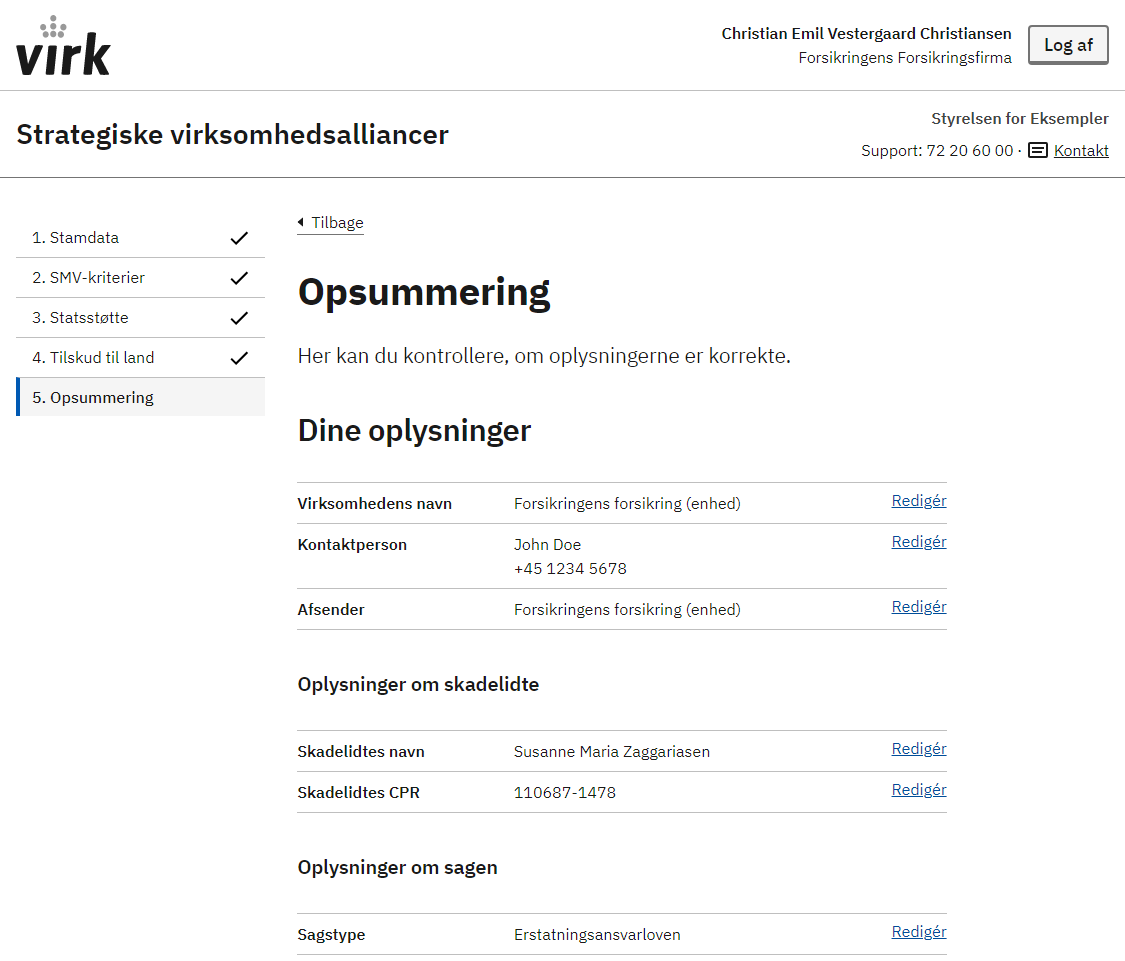 virk
Christian Emil Vestergaard Christiansen
Forsikringens Forsikringsfirma
Log af
Strategiske virksomhedsalliancer
Styrelsen for Eksempler
Support: 72 20 60 00 · Kontakt
1. Stamdata
2. SMV-kriterier
3. Statsstøtte
4. Tilskud til land
5. Opsummering
Tilbage
Opsummering
Her kan du kontrollere, om oplysningerne er korrekte.
Dine oplysninger
Virksomhedens navn Forsikringens forsikring (enhed) Redigér
Kontaktperson John Doe Redigér
+45 1234 5678
Afsender Forsikringens forsikring (enhed) Redigér
Oplysninger om skadelidte
Skadelidtes navn Susanne Maria Zaggariasen Redigér
Skadelidtes CPR 110687-1478 Redigér
Oplysninger om sagen
Sagstype Erstatningsansvarloven Redigér